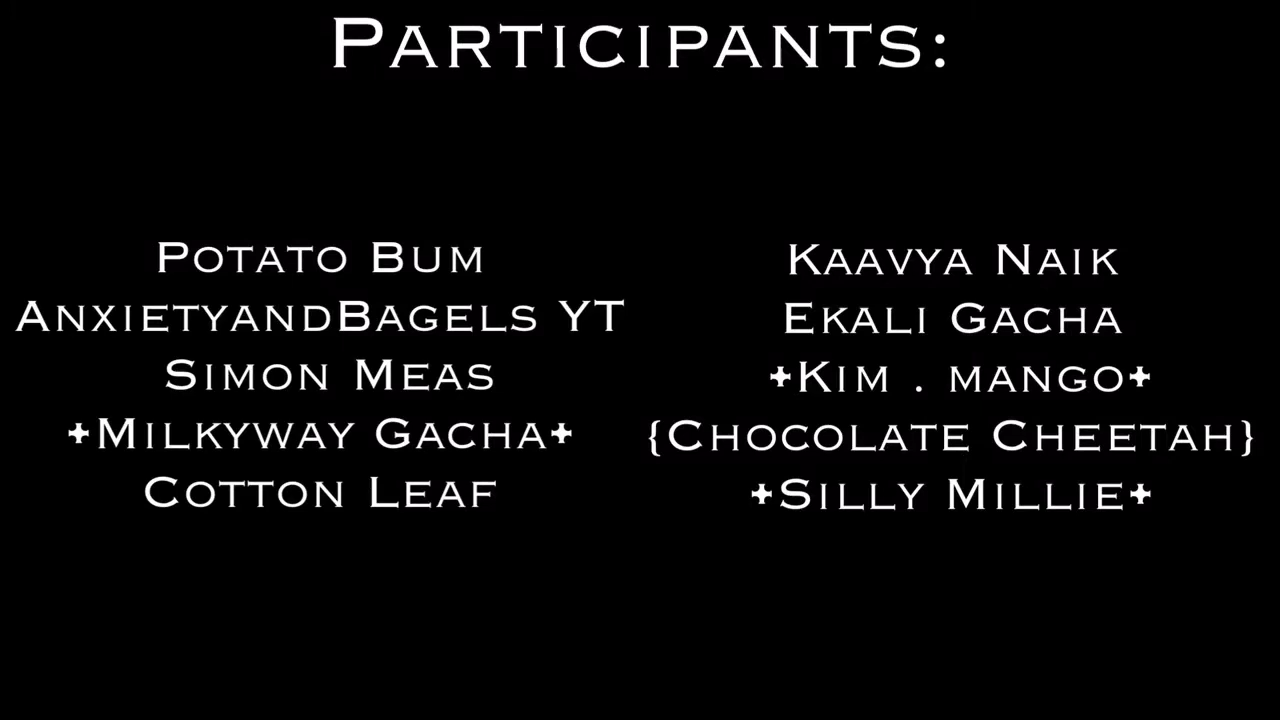 Participants:
Potato Bum
AnxietyandBagels YT
Simon Meas
✦Milkyway Gacha✦
Cotton Leaf
Kaavya Naik
Ekali Gacha
✦Kim . mango✦
{Chocolate Cheetah}
✦Silly Millie✦